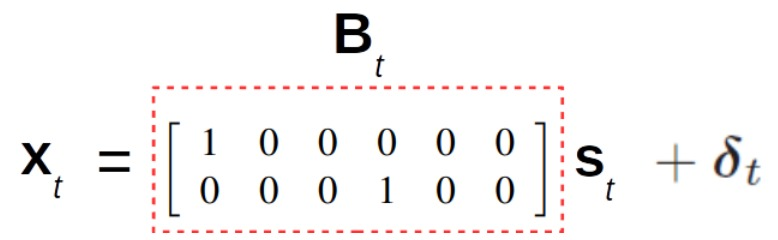 B_t
x_t = [ 1 0 0 0 0 0
0 0 0 1 0 0 ] s_t + δ_t